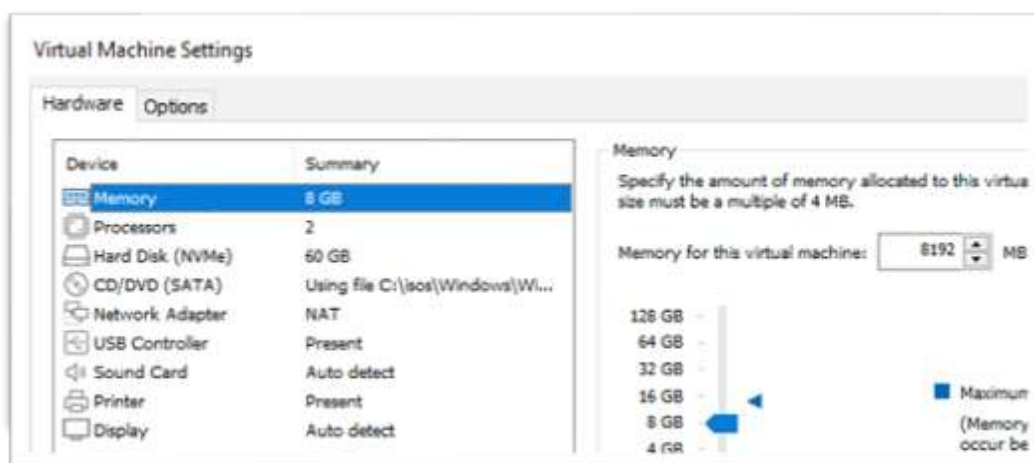 Virtual Machine Settings
Hardware Options
Device Summary
Memory 8 GB
Processors 2
Hard Disk (NVMe) 60 GB
CD/DVD (SATA) Using file C:\isos\Windows\Wi...
Network Adapter NAT
USB Controller Present
Sound Card Auto detect
Printer Present
Display Auto detect
Memory
Specify the amount of memory allocated to this virtua
size must be a multiple of 4 MB.
Memory for this virtual machine: 8192 MB
128 GB
64 GB
32 GB
16 GB
8 GB
4 GB
Maximum
(Memory
occur be